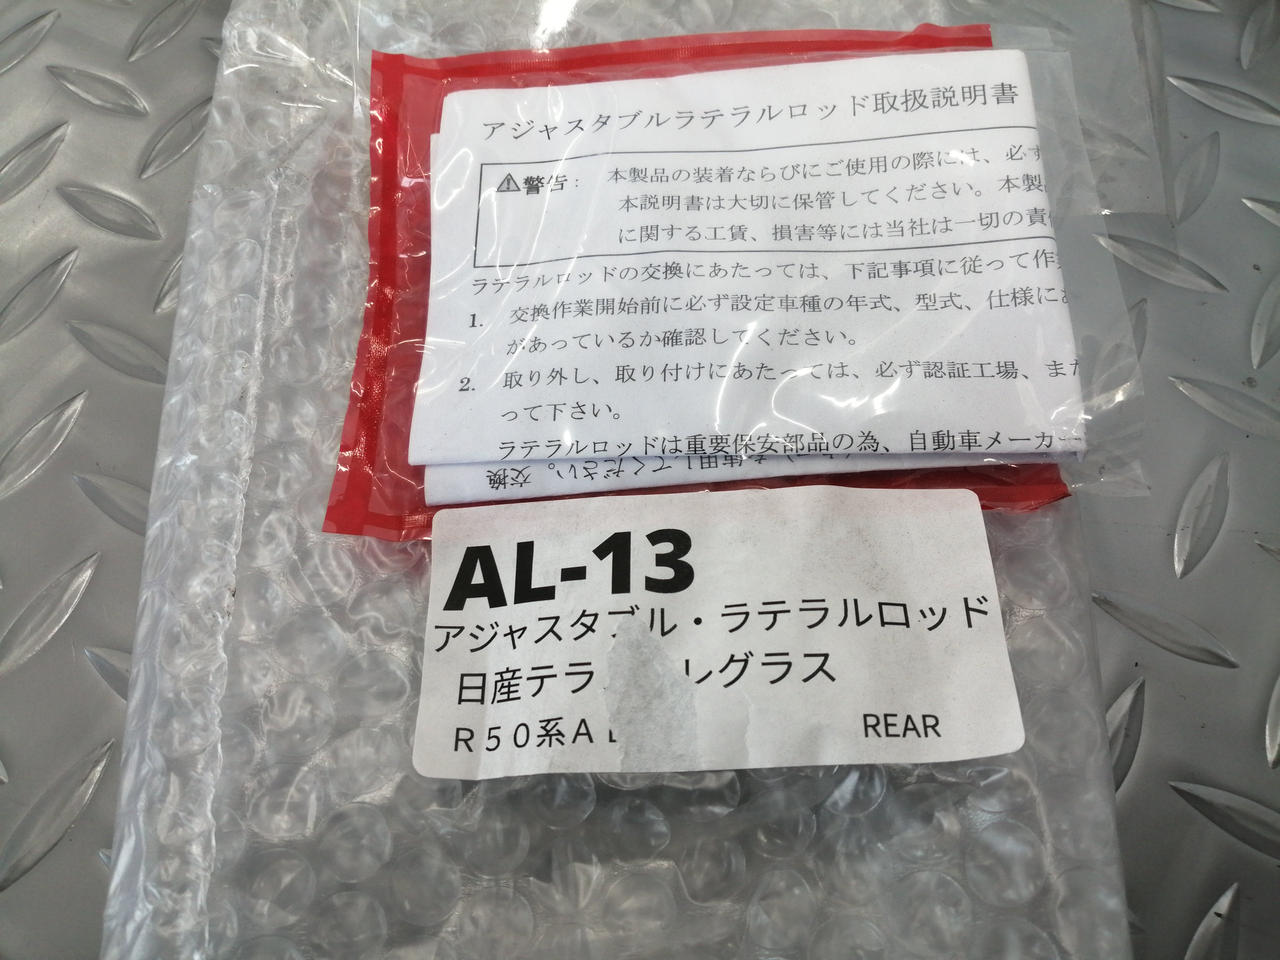 アジャスタブルラテラルロッド取扱説明書
⚠警告： 本製品の装着ならびにご使用の際には、必ず
本説明書は大切に保管してください。本製
に関する工賃、損害等には当社は一切の責
ラテラルロッドの交換にあたっては、下記事項に従って作
1. 交換作業開始前に必ず設定車種の年式、型式、仕様に
があっているか確認してください。
2. 取り外し、取り付けにあたっては、必ず認証工場、また
って下さい。
ラテラルロッドは重要保安部品の為、自動車メーカー
ください。交換
AL-13
アジャスタブル・ラテラルロッド
日産テラ ルグラス
R50系A REAR